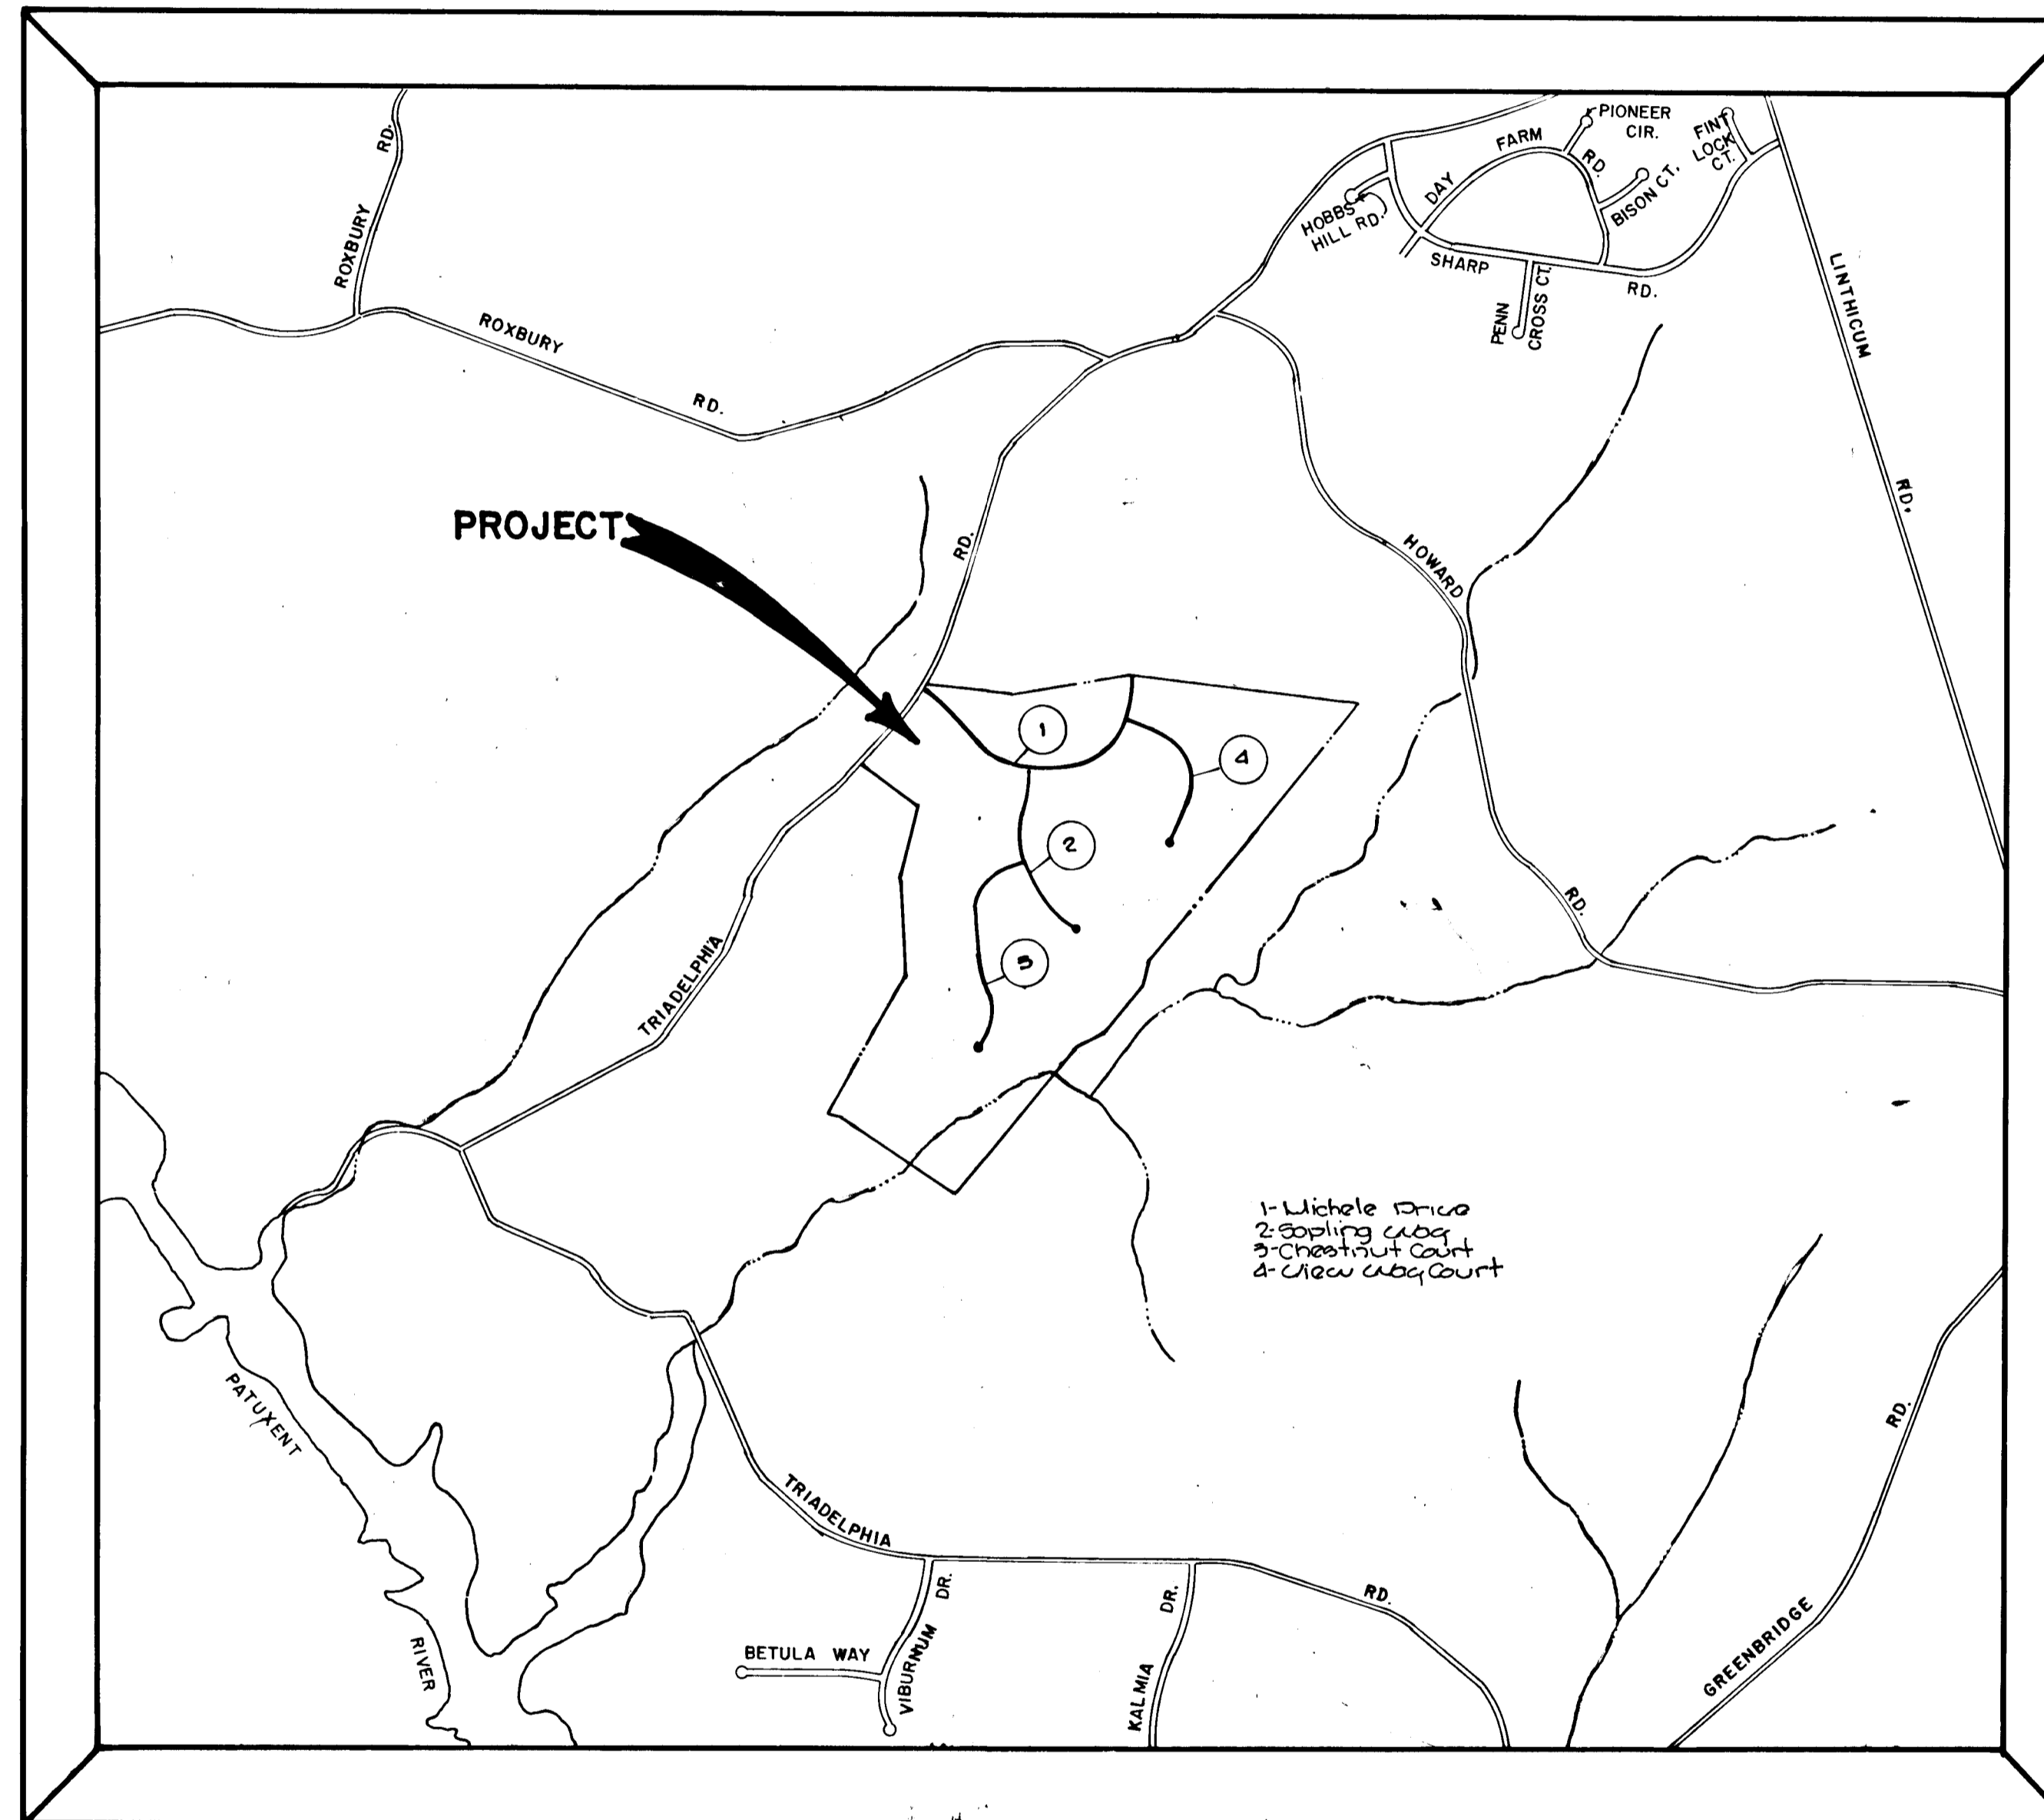 PIONEER
CIR.
FINT
LOCK
CT.
FARM
RD.
DAY
BISON CT.
HOBBS
HILL RD.
SHARP
RD.
PENN
CROSS CT.
LINTHICUM
RD.
RD.
ROXBURY
ROXBURY
RD.
PROJECT
RD.
HOWARD
RD.
1
4
2
3
TRIADELPHIA
1-Michele Drive
2-Sapling Way
3-Chestnut Court
4-View Way Court
PATUXENT
RIVER
TRIADELPHIA
RD.
DR.
VIBURNUM
BETULA WAY
DR.
KALMIA
RD.
GREENBRIDGE